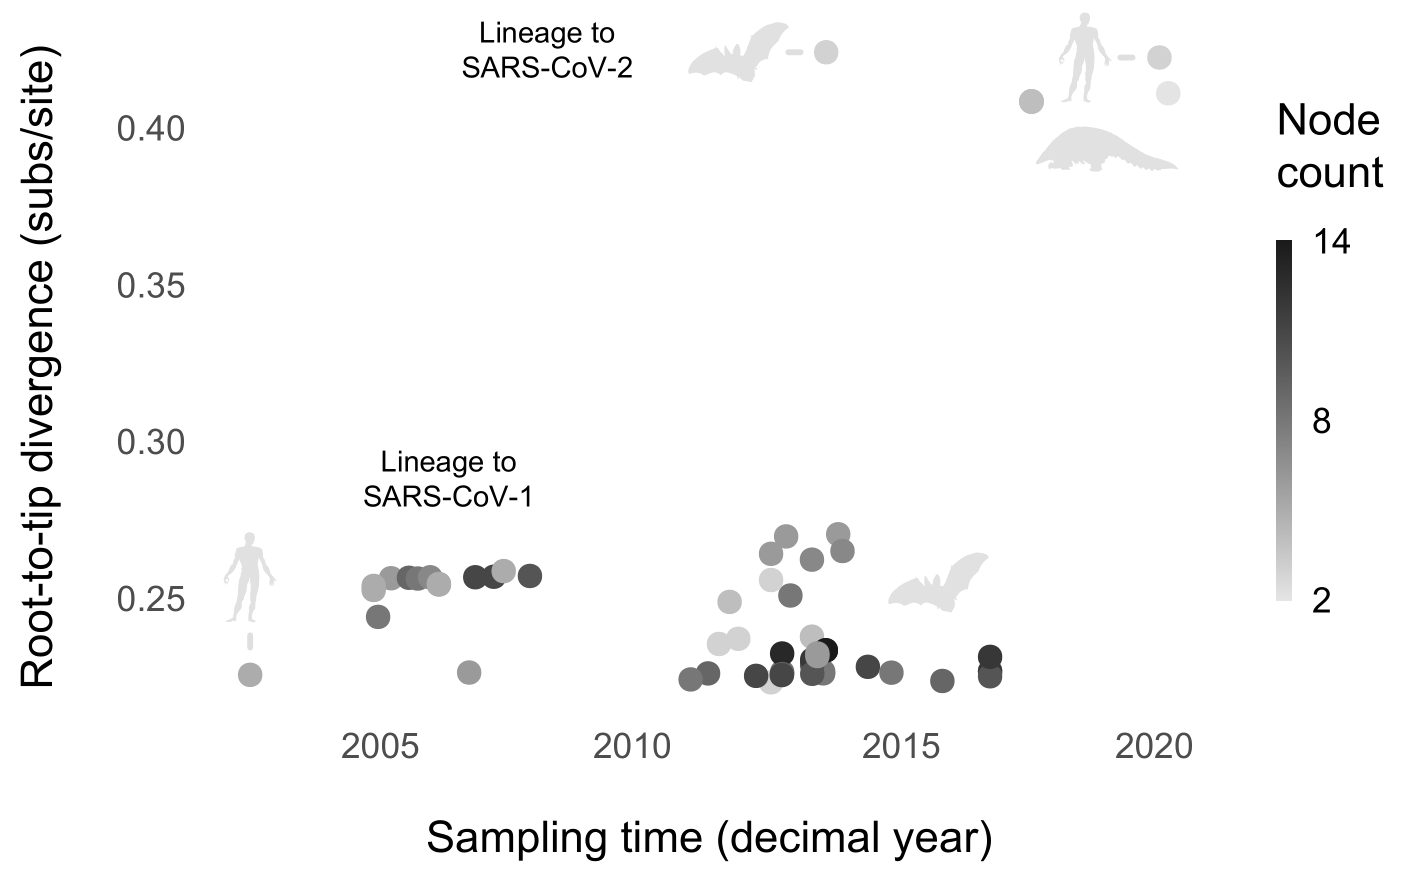 Lineage to
SARS-CoV-2
Root-to-tip divergence (subs/site)
0.40
0.35
0.30
0.25
Lineage to
SARS-CoV-1
2005
2010
2015
2020
Sampling time (decimal year)
Node
count
14
8
2